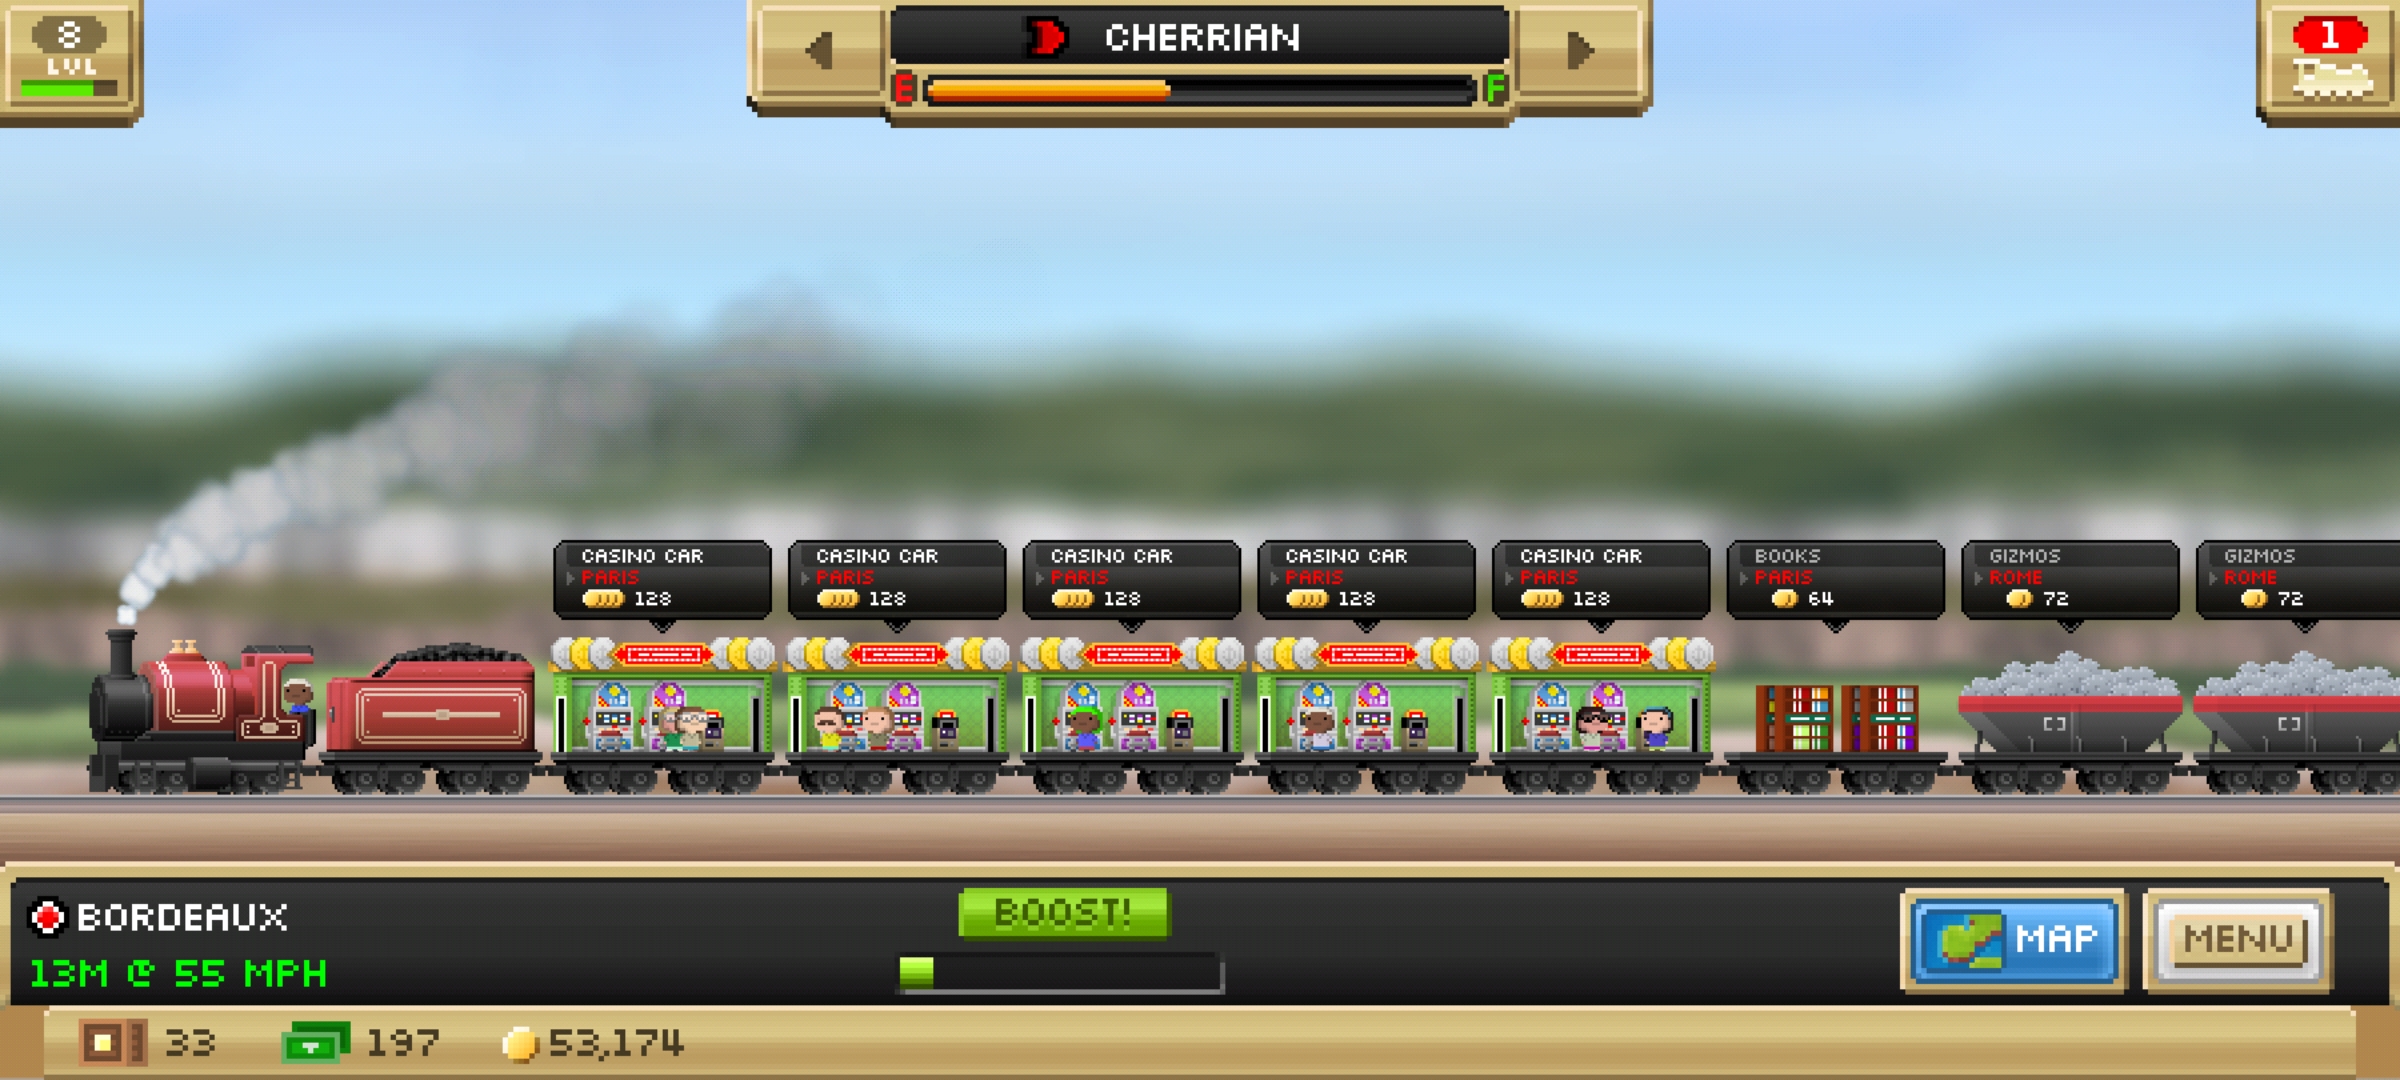 8
LVL
CHERRIAN
E F
1
CASINO CAR
PARIS
128
CASINO CAR
PARIS
128
CASINO CAR
PARIS
128
CASINO CAR
PARIS
128
CASINO CAR
PARIS
128
BOOKS
PARIS
64
GIZMOS
ROME
72
GIZMOS
ROME
72
BORDEAUX
13M @ 55 MPH
BOOST!
MAP
MENU
33
197
53,174